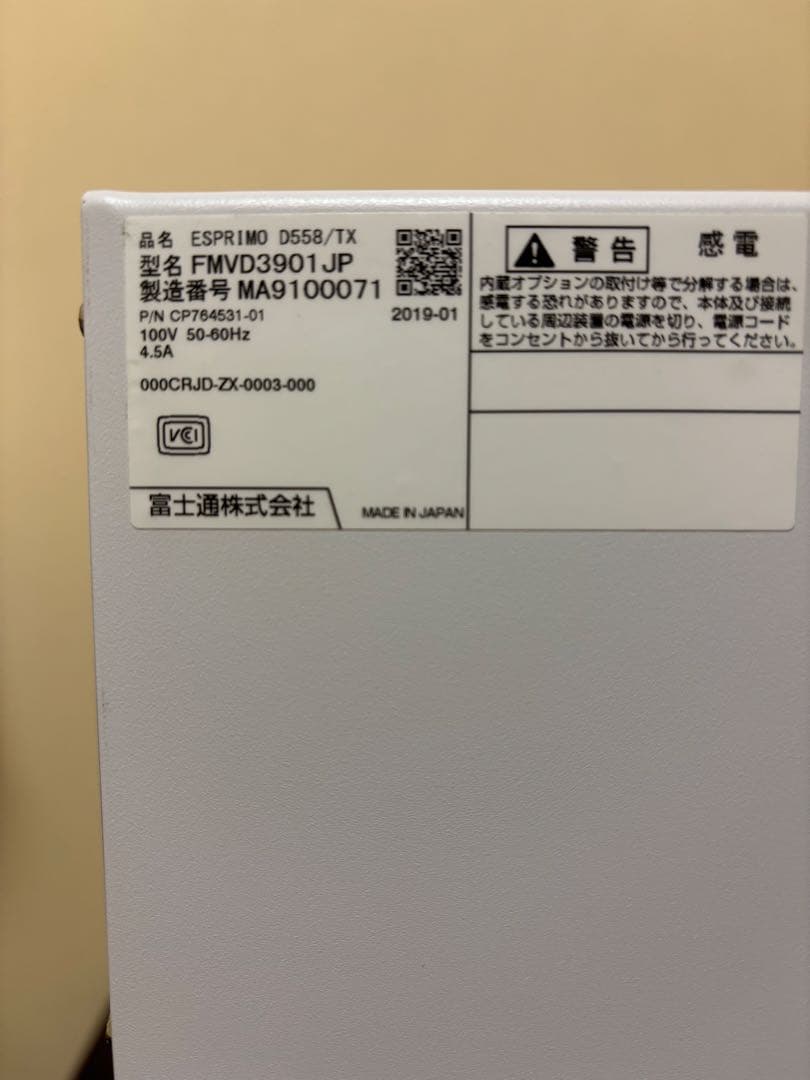 品名 ESPRIMO D558/TX
型名 FMVD3901JP
製造番号 MA9100071
P/N CP764531-01
2019-01
100V 50-60Hz
4.5A
000CRJD-ZX-0003-000
VCI
富士通株式会社
MADE IN JAPAN
警告 感電
内蔵オプションの取付け等で分解する場合は、
感電する恐れがありますので、本体及び接続
している周辺装置の電源を切り、電源コード
をコンセントから抜いてから行ってください。